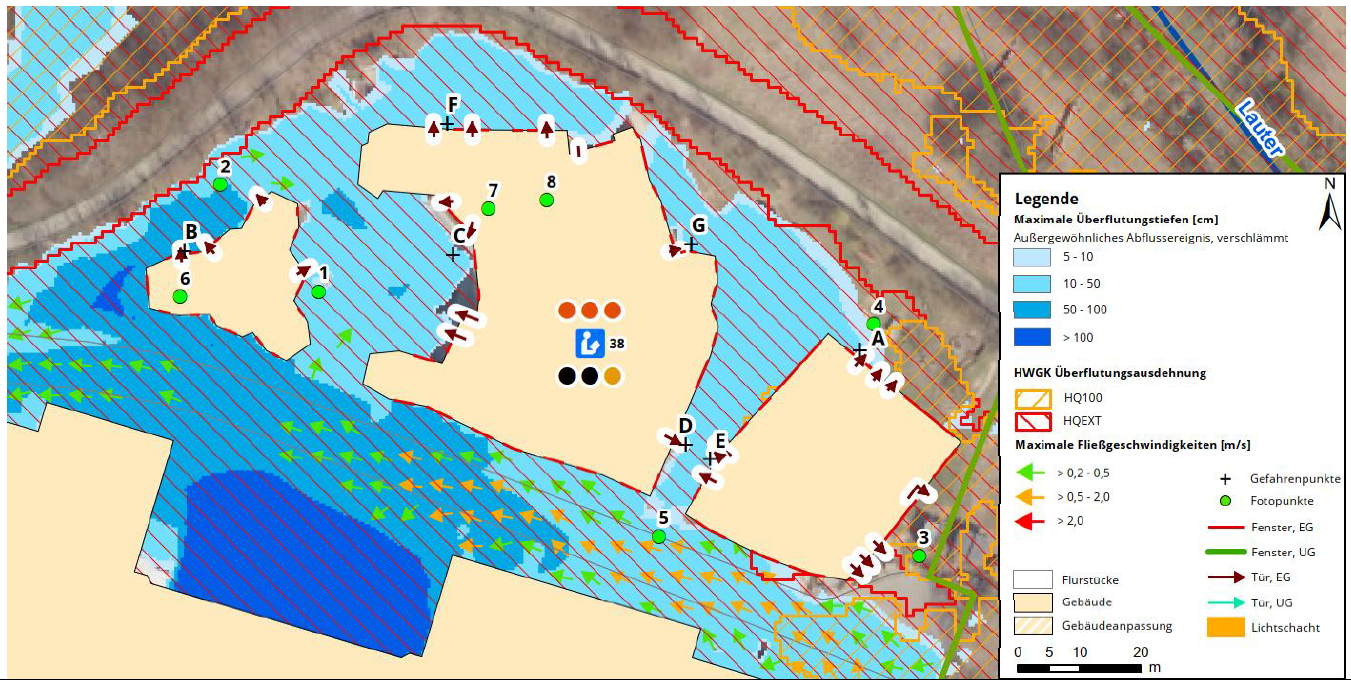 F
2
7
8
B
C
G
6
1
4
A
38
D
E
5
3
Lauter
N
Legende
Maximale Überflutungstiefen [cm]
Außergewöhnliches Abflussereignis, verschlämmt
5 - 10
10 - 50
50 - 100
> 100
HWGK Überflutungsausdehnung
HQ100
HQEXT
Maximale Fließgeschwindigkeiten [m/s]
> 0,2 - 0,5
> 0,5 - 2,0
> 2,0
Gefahrenpunkte
Fotopunkte
Fenster, EG
Fenster, UG
Flurstücke
Tür, EG
Gebäude
Tür, UG
Gebäudeanpassung
Lichtschacht
0 5 10 20
m